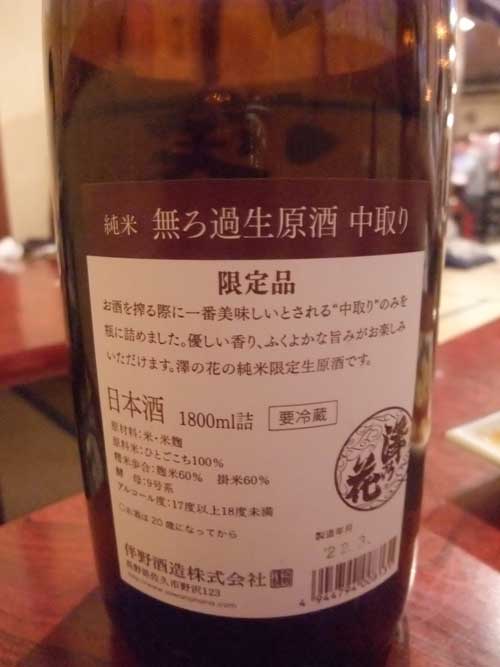 純米 無ろ過生原酒 中取り
限定品
お酒を搾る際に一番美味しいとされる“中取り”のみを
瓶に詰めました。優しい香り、ふくよかな旨みがお楽しみ
いただけます。澤の花の純米限定生原酒です。
日本酒 1800ml詰 要冷蔵
原材料：米・米麹
原料米：ひとごこち100%
精米歩合：麹米60% 掛米60%
酵 母：9号系
アルコール度：17度以上18度未満
○お酒は20歳になってから
澤の花
製造年月
22.3.
伴野酒造株式会社
長野県佐久市野沢123